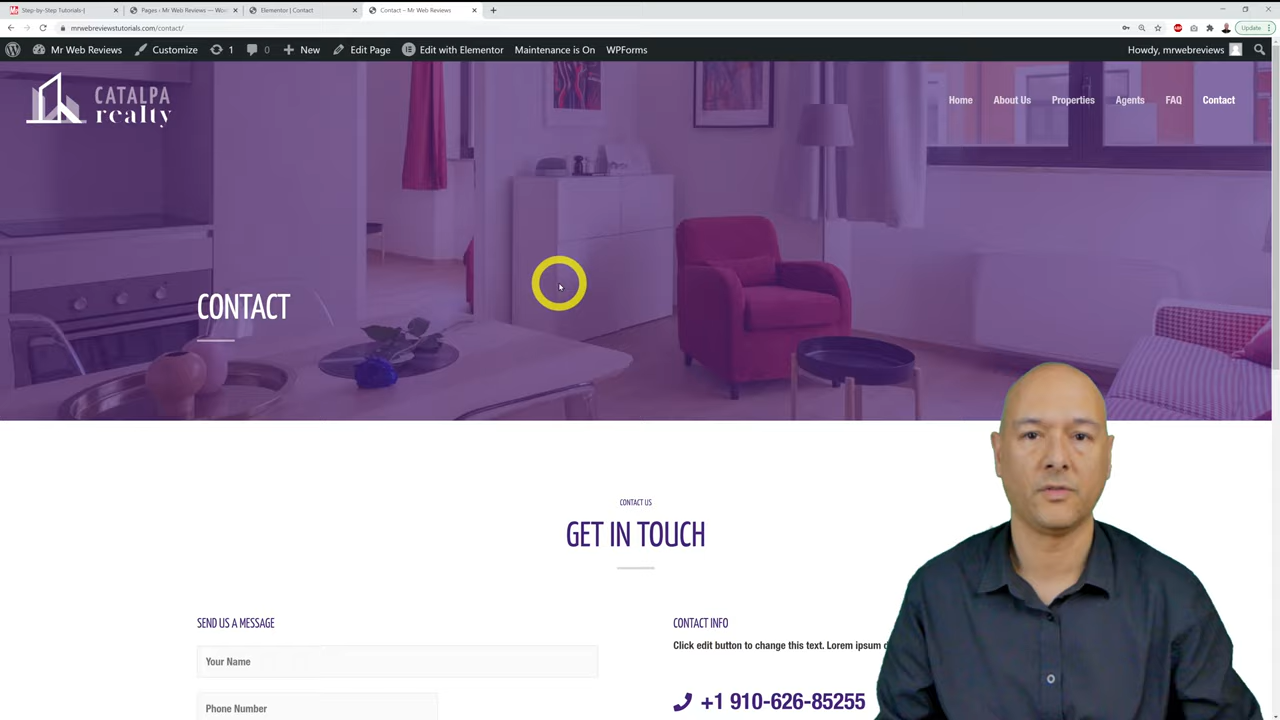 Step-by-Step Tutorials-(
Pages ‹ Mr Web Reviews — Wor
Elementor | Contact
Contact – Mr Web Reviews
mrwebreviewstutorials.com/contact/
Update
Mr Web Reviews
Customize
1
0
New
Edit Page
Edit with Elementor
Maintenance is On
WPForms
Howdy, mrwebreviews
CATALPA
realty
Home
About Us
Properties
Agents
FAQ
Contact
CONTACT
CONTACT US
GET IN TOUCH
SEND US A MESSAGE
CONTACT INFO
Click edit button to change this text. Lorem ipsum d
Your Name
+1 910-626-85255
Phone Number